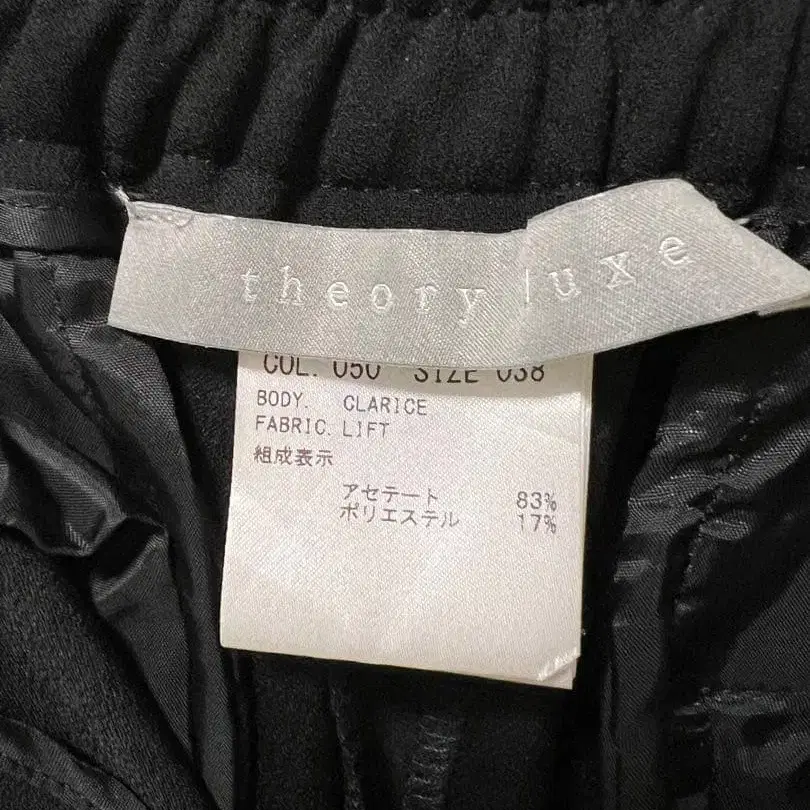 theory luxe
COL. 050 SIZE 038
BODY. CLARICE
FABRIC. LIFT
組成表示
アセテート 83%
ポリエステル 17%